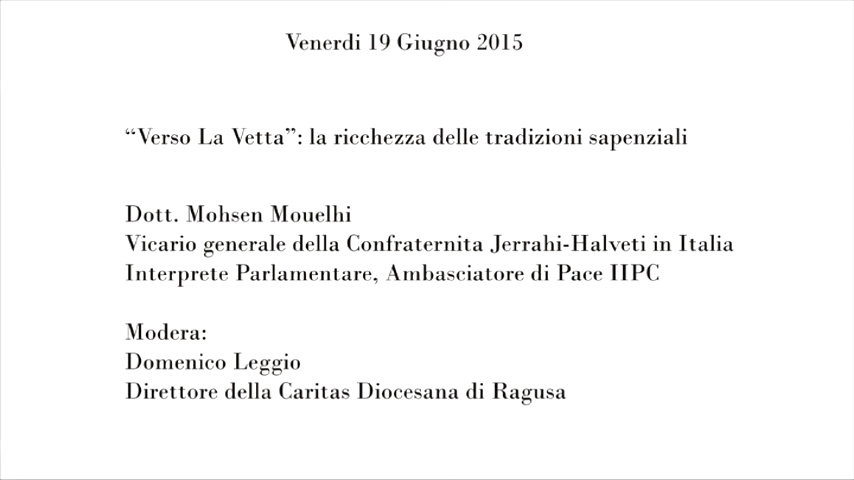 Venerdi 19 Giugno 2015
“Verso La Vetta”: la ricchezza delle tradizioni sapenziali
Dott. Mohsen Mouelhi
Vicario generale della Confraternita Jerrahi-Halveti in Italia
Interprete Parlamentare, Ambasciatore di Pace IIPC
Modera:
Domenico Leggio
Direttore della Caritas Diocesana di Ragusa